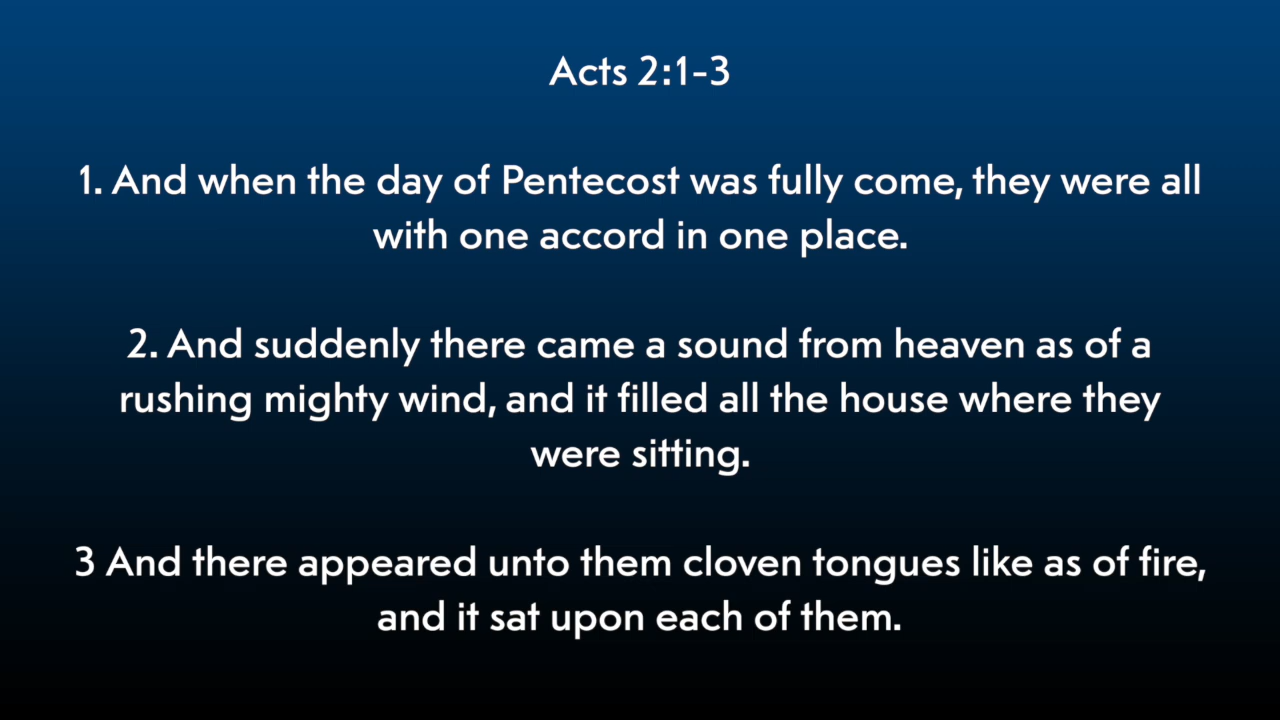 Acts 2:1-3
1. And when the day of Pentecost was fully come, they were all
with one accord in one place.
2. And suddenly there came a sound from heaven as of a
rushing mighty wind, and it filled all the house where they
were sitting.
3 And there appeared unto them cloven tongues like as of fire,
and it sat upon each of them.